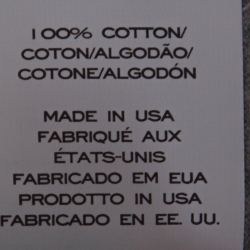 100% COTTON/
COTON/ALGODÃO/
COTONE/ALGODÓN
MADE IN USA
FABRIQUÉ AUX
ÉTATS-UNIS
FABRICADO EM EUA
PRODOTTO IN USA
FABRICADO EN EE. UU.